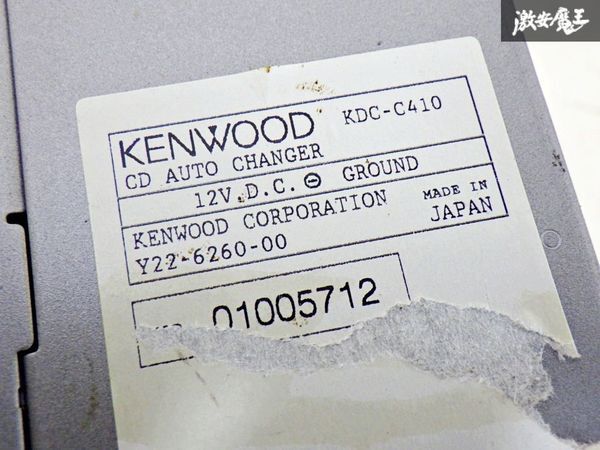 激安魔王
KENWOOD KDC-C410
CD AUTO CHANGER
12V D.C. ⊖ GROUND
KENWOOD CORPORATION MADE IN
Y22-6260-00 JAPAN
01005712